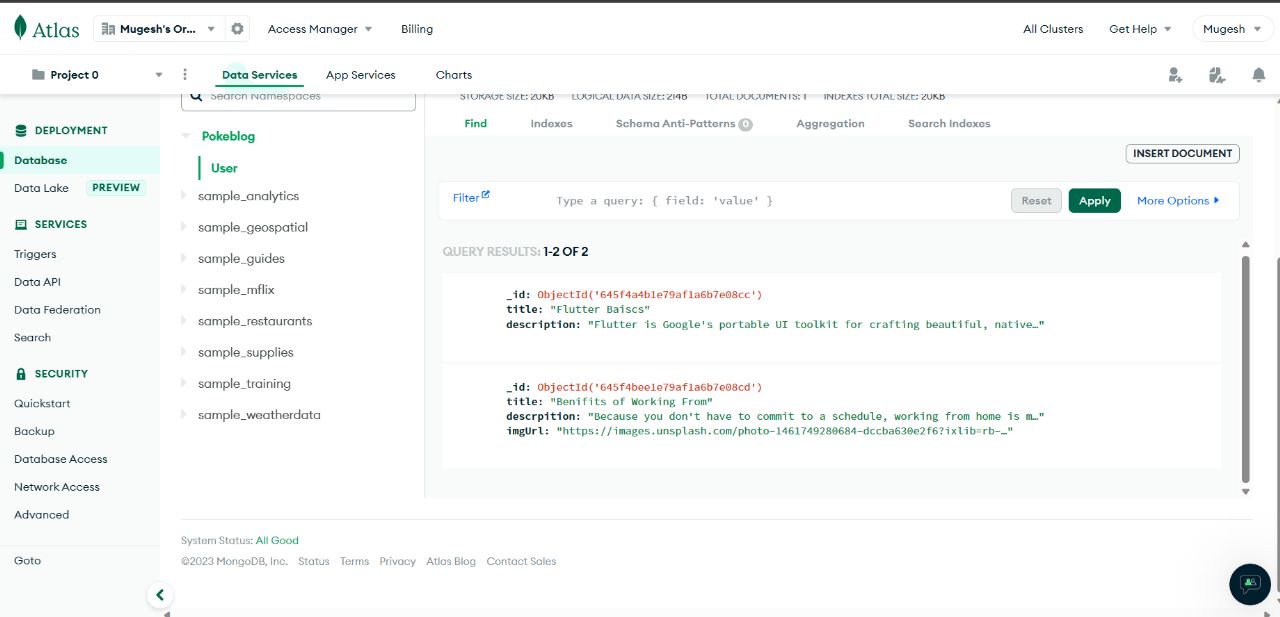 Atlas
Mugesh's Or...
Access Manager
Billing
All Clusters
Get Help
Mugesh
Project 0
Data Services
App Services
Charts
DEPLOYMENT
Database
Data Lake
PREVIEW
SERVICES
Triggers
Data API
Data Federation
Search
SECURITY
Quickstart
Backup
Database Access
Network Access
Advanced
Goto
Search Namespaces
Pokeblog
User
sample_analytics
sample_geospatial
sample_guides
sample_mflix
sample_restaurants
sample_supplies
sample_training
sample_weatherdata
STORAGE SIZE: 20KB LOGICAL DATA SIZE: 214B TOTAL DOCUMENTS: 1 INDEXES TOTAL SIZE: 20KB
Find Indexes Schema Anti-Patterns 0 Aggregation Search Indexes
INSERT DOCUMENT
Filter Type a query: { field: 'value' } Reset Apply More Options
QUERY RESULTS: 1-2 OF 2
_id: ObjectId('645f4a4b1e79af1a6b7e08cc')
title: "Flutter Baiscs"
description: "Flutter is Google's portable UI toolkit for crafting beautiful, native…"
_id: ObjectId('645f4bee1e79af1a6b7e08cd')
title: "Benifits of Working From"
descrpition: "Because you don't have to commit to a schedule, working from home is m…"
imgUrl: "https://images.unsplash.com/photo-1461749280684-dccba630e2f6?ixlib=rb-…"
System Status: All Good
©2023 MongoDB, Inc. Status Terms Privacy Atlas Blog Contact Sales